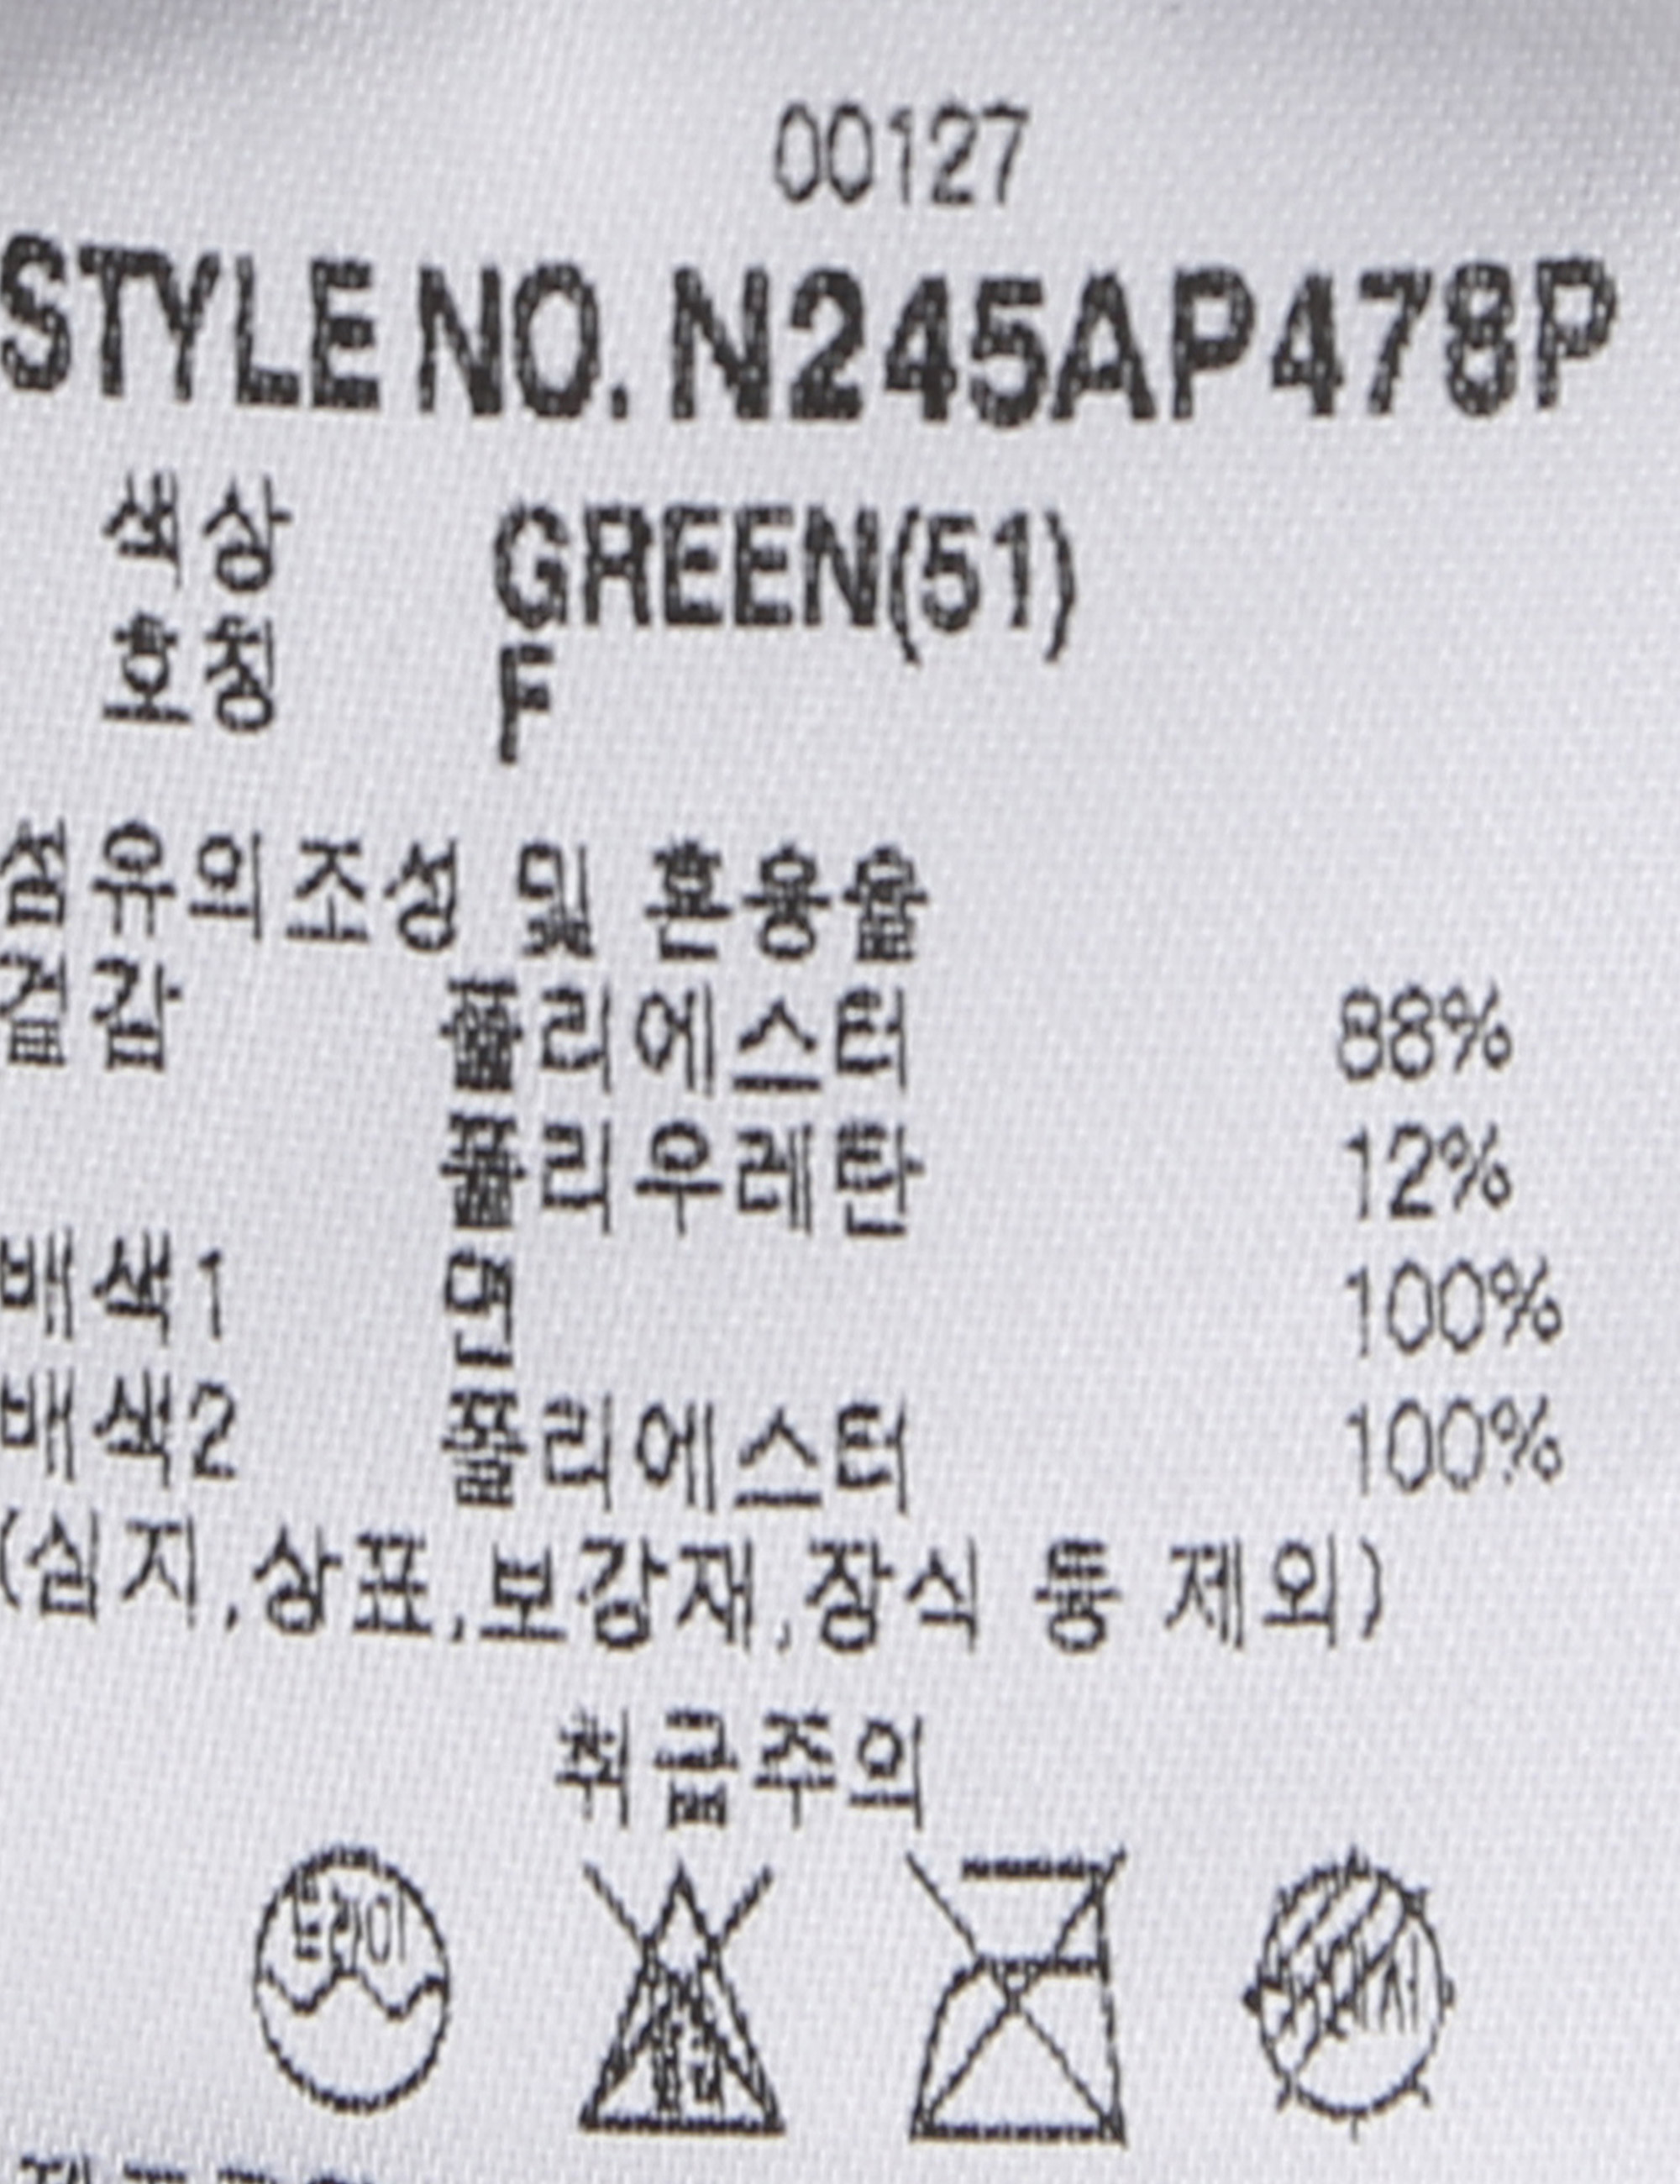 00127
STYLE NO. N245AP478P
색상 GREEN(51)
호칭 F
섬유의조성 및 혼용율
겉감 폴리에스터 88%
폴리우레탄 12%
배색1 면 100%
배색2 폴리에스터 100%
(심지,상표,보강재,장식 등 제외)
취급주의
드라이